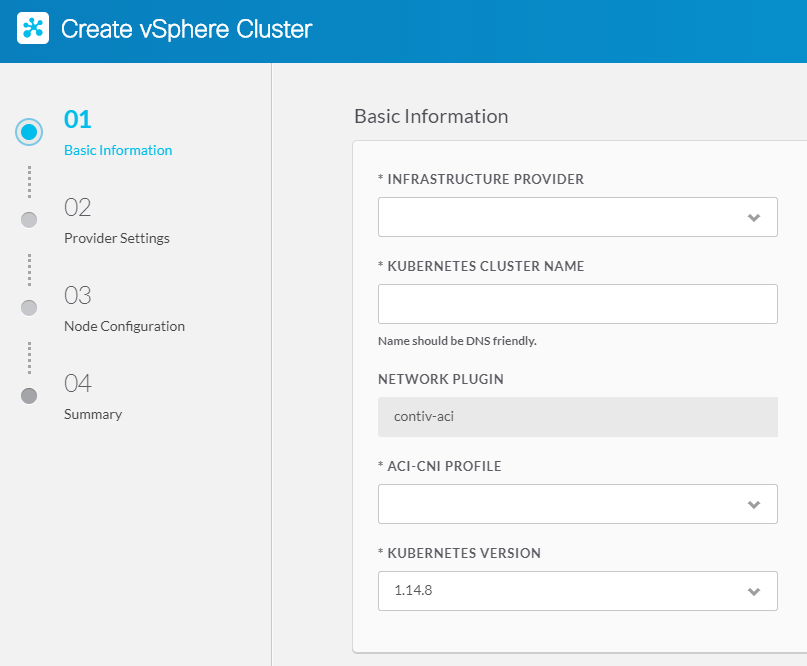 Create vSphere Cluster
01
Basic Information
02
Provider Settings
03
Node Configuration
04
Summary
Basic Information
* INFRASTRUCTURE PROVIDER
* KUBERNETES CLUSTER NAME
Name should be DNS friendly.
NETWORK PLUGIN
contiv-aci
* ACI-CNI PROFILE
* KUBERNETES VERSION
1.14.8